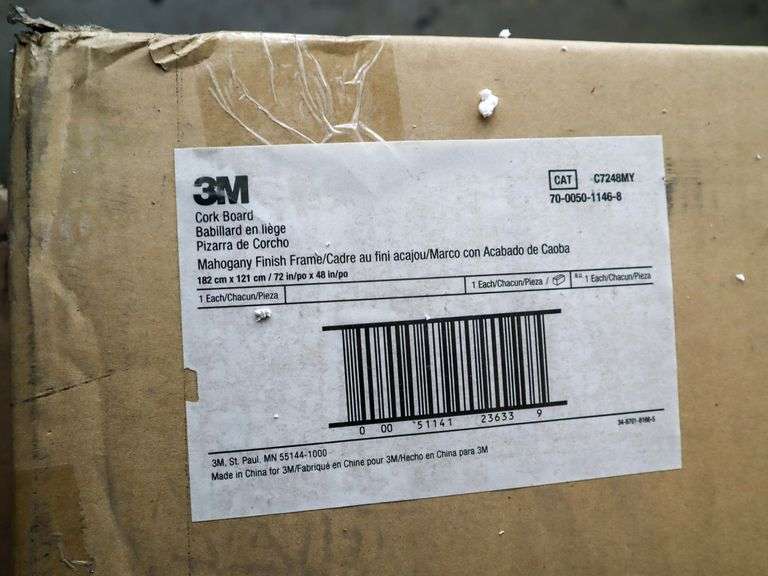 3M
CAT C7248MY
70-0050-1146-8
Cork Board
Babillard en liège
Pizarra de Corcho
Mahogany Finish Frame/Cadre au fini acajou/Marco con Acabado de Caoba
182 cm x 121 cm / 72 in/po x 48 in/po
1 Each/Chacun/Pieza 1 Each/Chacun/Pieza / 1 Each/Chacun/Pieza
0 00 51141 23633 9
3M, St. Paul, MN 55144-1000
Made in China for 3M/Fabriqué en Chine pour 3M/Hecho en China para 3M